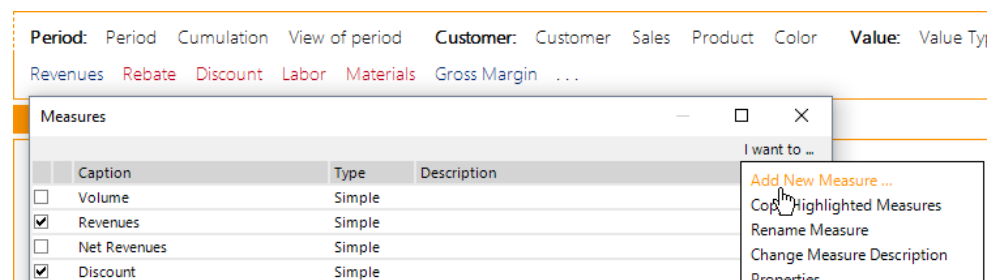 Period: Period Cumulation View of period Customer: Customer Sales Product Color Value: Value Ty
Revenues Rebate Discount Labor Materials Gross Margin ...
Measures
I want to ...
Caption Type Description
Add New Measure ...
Volume Simple
Highlighted Measures
Revenues Simple
Rename Measure
Net Revenues Simple
Change Measure Description
Discount Simple
Properties